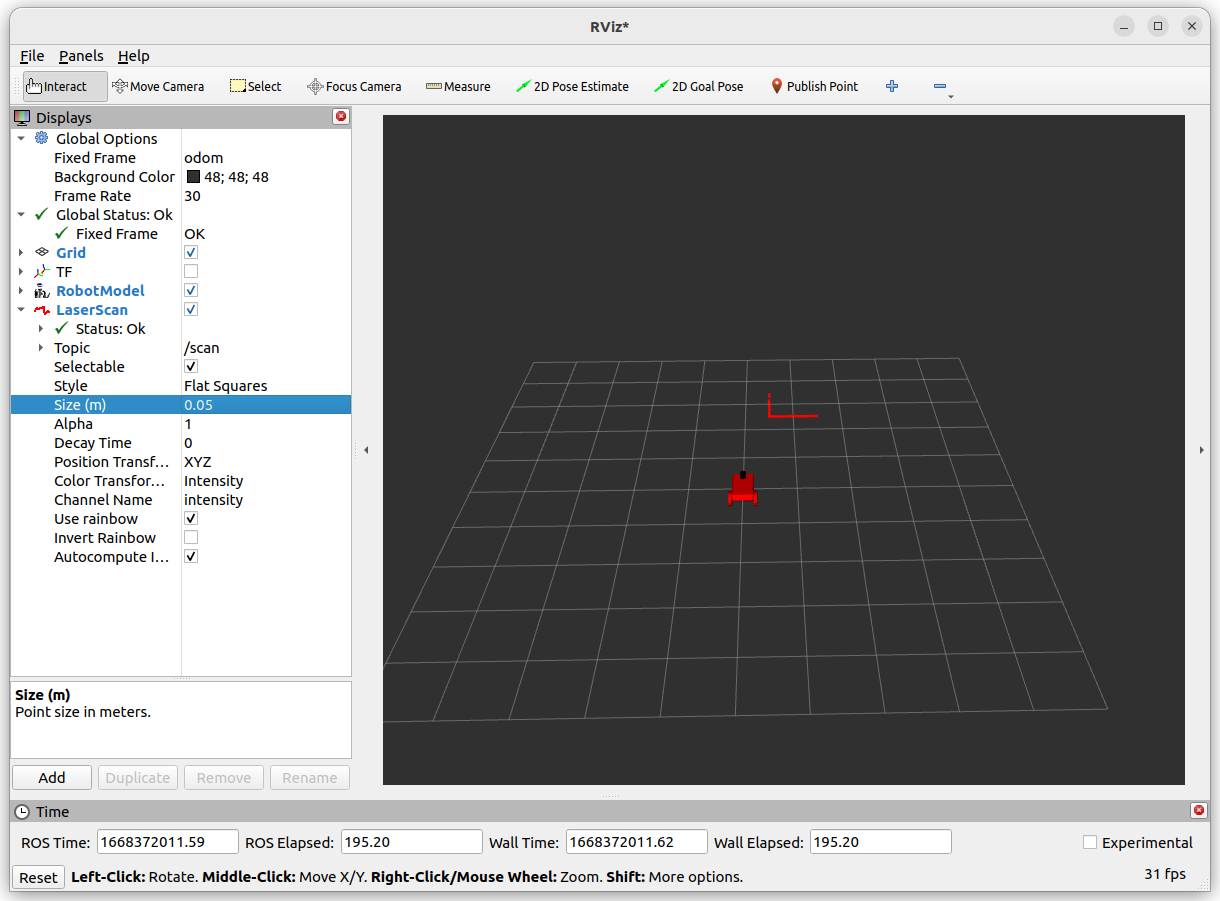 RViz*
File Panels Help
Interact Move Camera Select Focus Camera Measure 2D Pose Estimate 2D Goal Pose Publish Point
Displays
Global Options
Fixed Frame odom
Background Color 48; 48; 48
Frame Rate 30
Global Status: Ok
Fixed Frame OK
Grid
TF
RobotModel
LaserScan
Status: Ok
Topic /scan
Selectable
Style Flat Squares
Size (m) 0.05
Alpha 1
Decay Time 0
Position Transf... XYZ
Color Transfor... Intensity
Channel Name intensity
Use rainbow
Invert Rainbow
Autocompute I...
Size (m)
Point size in meters.
Add Duplicate Remove Rename
Time
ROS Time: 1668372011.59 ROS Elapsed: 195.20 Wall Time: 1668372011.62 Wall Elapsed: 195.20 Experimental
Reset Left-Click: Rotate. Middle-Click: Move X/Y. Right-Click/Mouse Wheel: Zoom. Shift: More options. 31 fps